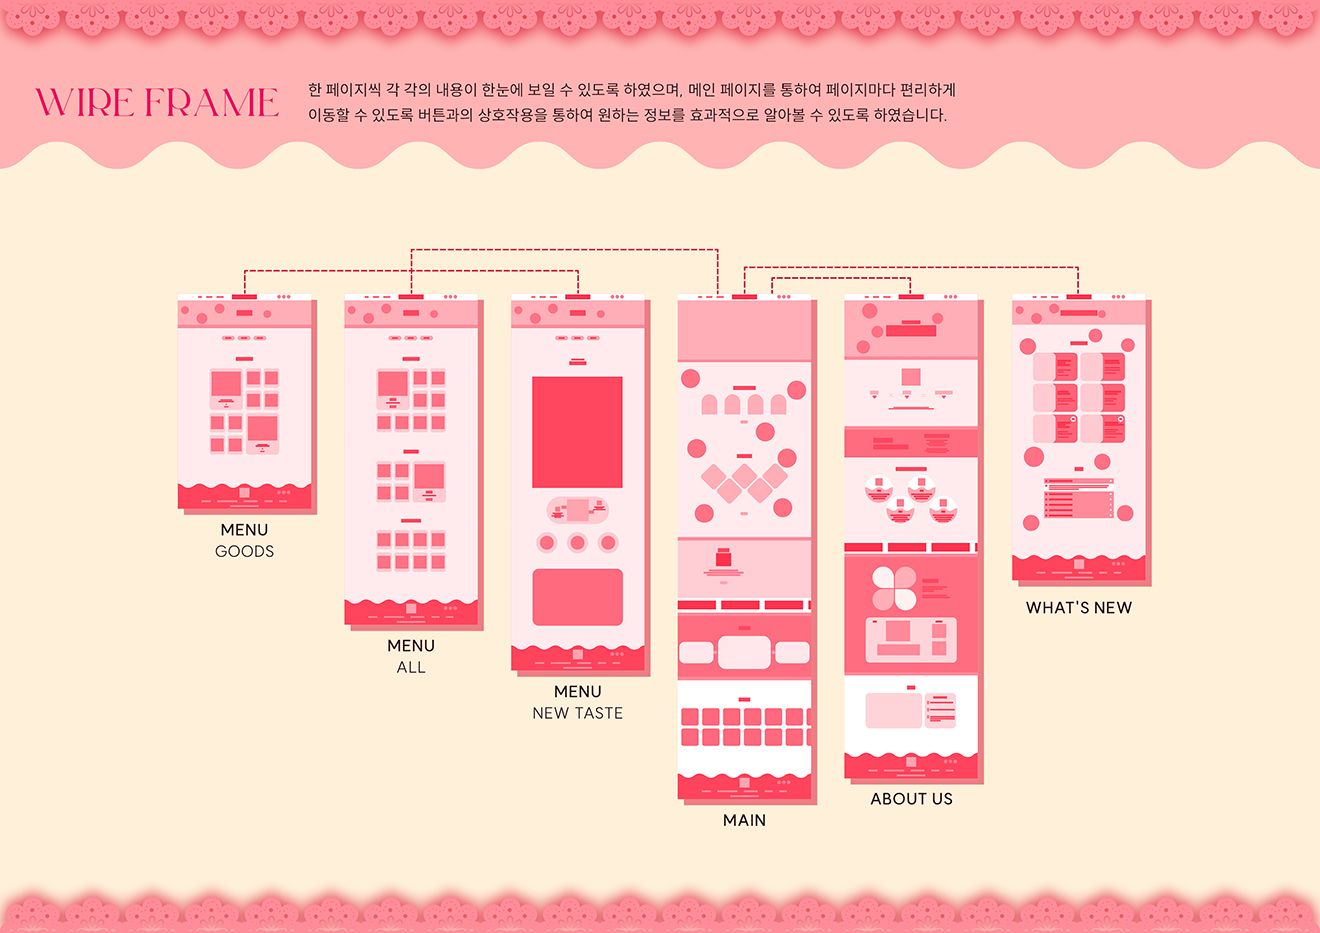 WIRE FRAME
한 페이지씩 각 각의 내용이 한눈에 보일 수 있도록 하였으며, 메인 페이지를 통하여 페이지마다 편리하게
이동할 수 있도록 버튼과의 상호작용을 통하여 원하는 정보를 효과적으로 알아볼 수 있도록 하였습니다.
MENU
GOODS
MENU
ALL
MENU
NEW TASTE
MAIN
ABOUT US
WHAT'S NEW